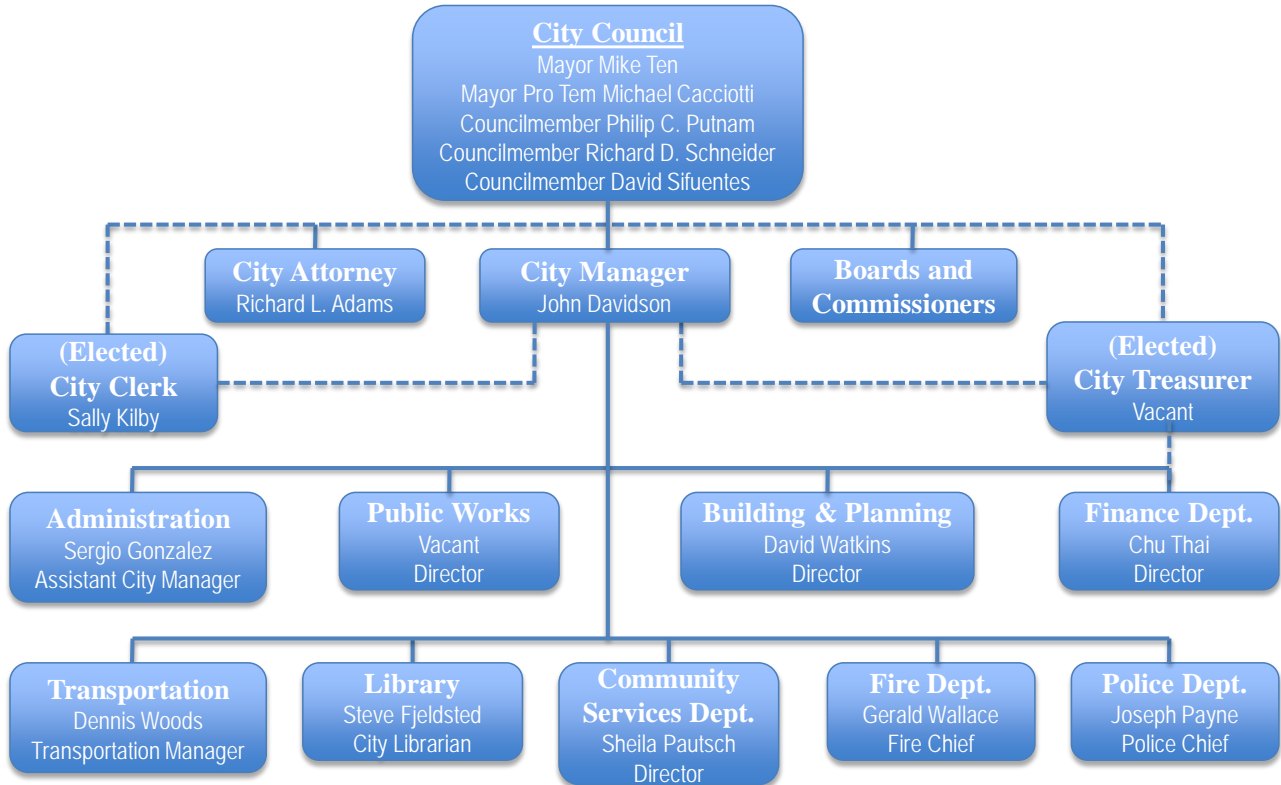 City Council
Mayor Mike Ten
Mayor Pro Tem Michael Cacciotti
Councilmember Philip C. Putnam
Councilmember Richard D. Schneider
Councilmember David Sifuentes
City Attorney
Richard L. Adams
City Manager
John Davidson
Boards and
Commissioners
(Elected)
City Clerk
Sally Kilby
(Elected)
City Treasurer
Vacant
Administration
Sergio Gonzalez
Assistant City Manager
Public Works
Vacant
Director
Building & Planning
David Watkins
Director
Finance Dept.
Chu Thai
Director
Transportation
Dennis Woods
Transportation Manager
Library
Steve Fjeldsted
City Librarian
Community
Services Dept.
Sheila Pautsch
Director
Fire Dept.
Gerald Wallace
Fire Chief
Police Dept.
Joseph Payne
Police Chief